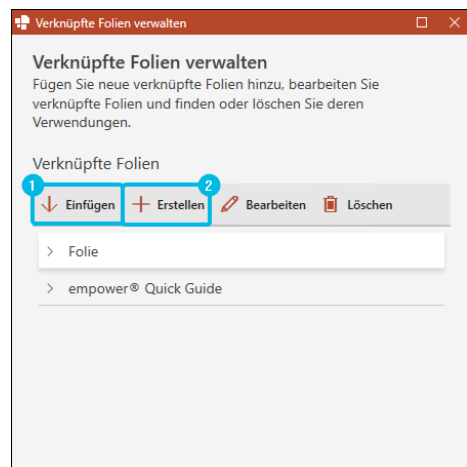 Verknüpfte Folien verwalten
Verknüpfte Folien verwalten
Fügen Sie neue verknüpfte Folien hinzu, bearbeiten Sie
verknüpfte Folien und finden oder löschen Sie deren
Verwendungen.
Verknüpfte Folien
1 2
Einfügen Erstellen Bearbeiten Löschen
Folie
empower® Quick Guide